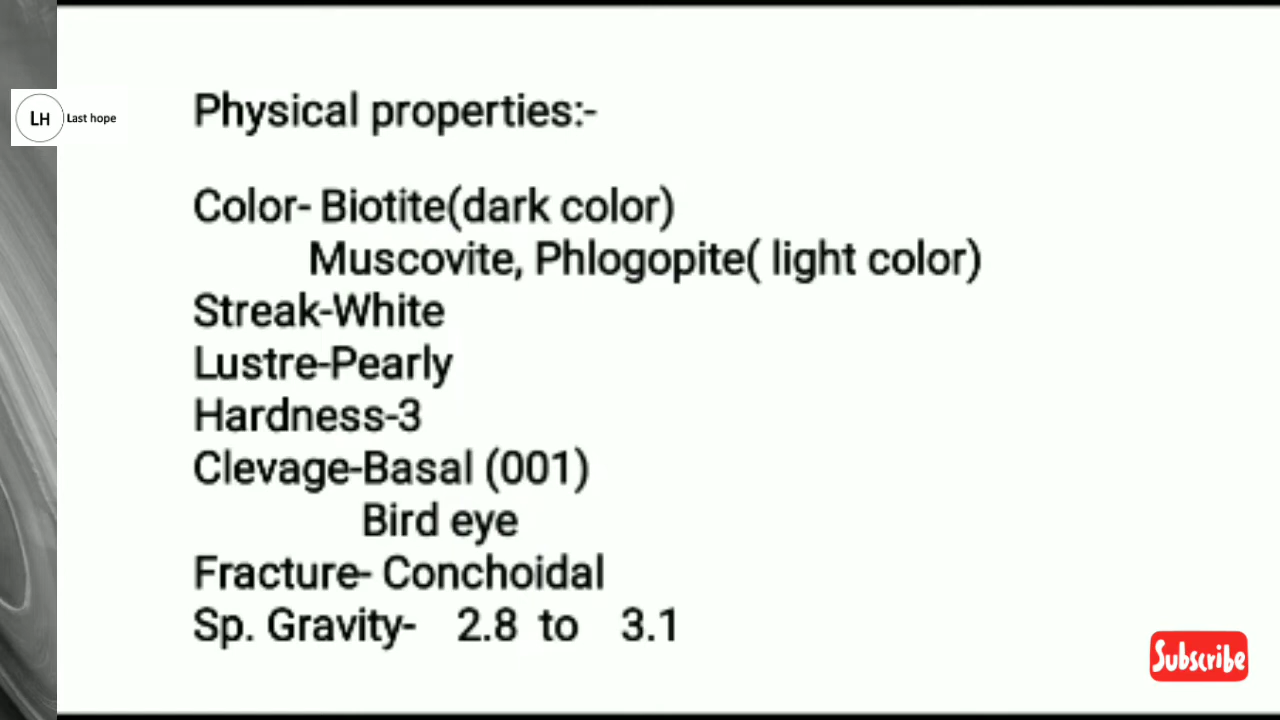 Physical properties:-
LH Last hope
Color- Biotite(dark color)
Muscovite, Phlogopite( light color)
Streak-White
Lustre-Pearly
Hardness-3
Clevage-Basal (001)
Bird eye
Fracture- Conchoidal
Sp. Gravity- 2.8 to 3.1
Subscribe